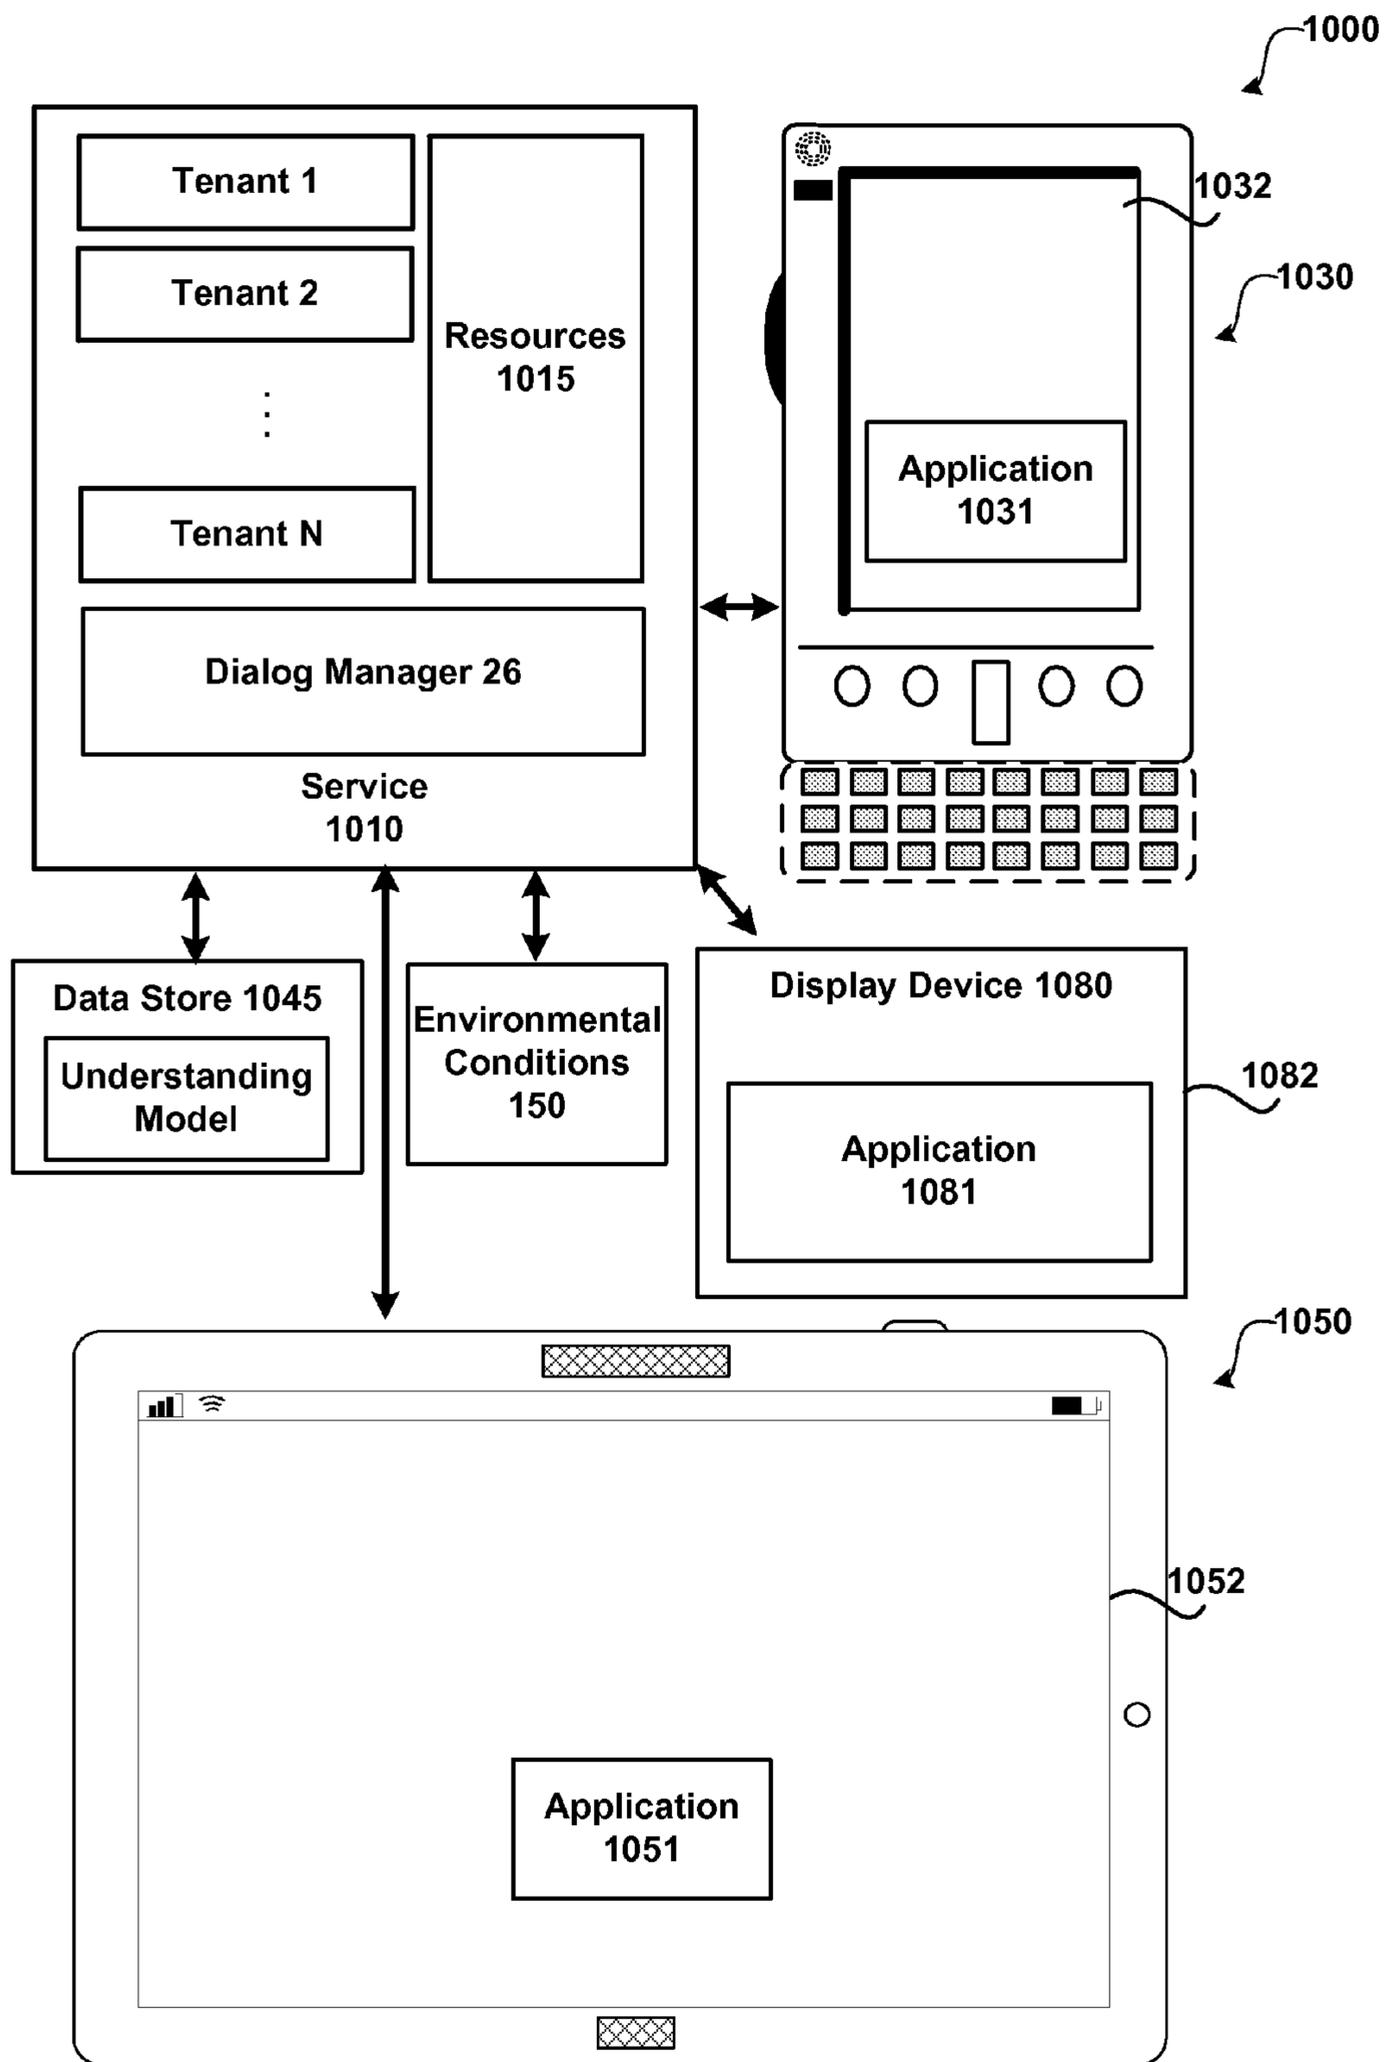 1000
Tenant 1
1032
Tenant 2
1030
Resources
1015
Application
1031
Tenant N
Dialog Manager 26
Service
1010
Data Store 1045
Understanding
Model
Environmental
Conditions
150
Display Device 1080
1082
Application
1081
1050
1052
Application
1051